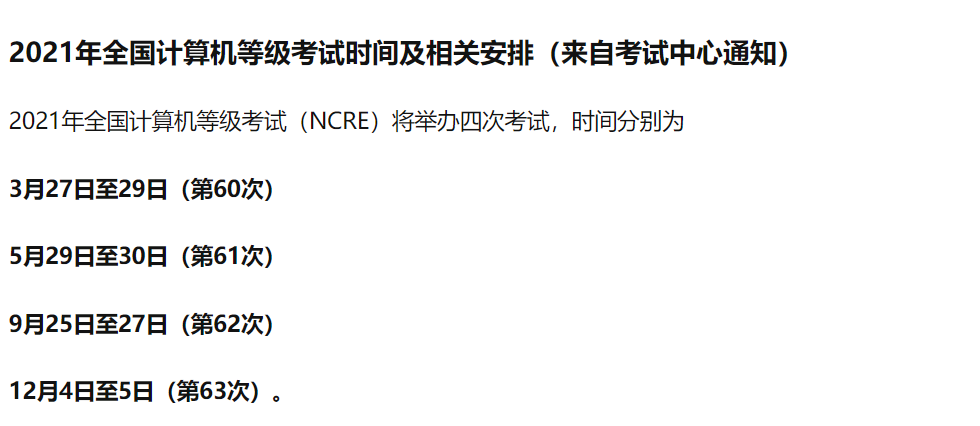 2021年全国计算机等级考试时间及相关安排（来自考试中心通知）
2021年全国计算机等级考试（NCRE）将举办四次考试，时间分别为
3月27日至29日（第60次）
5月29日至30日（第61次）
9月25日至27日（第62次）
12月4日至5日（第63次）。